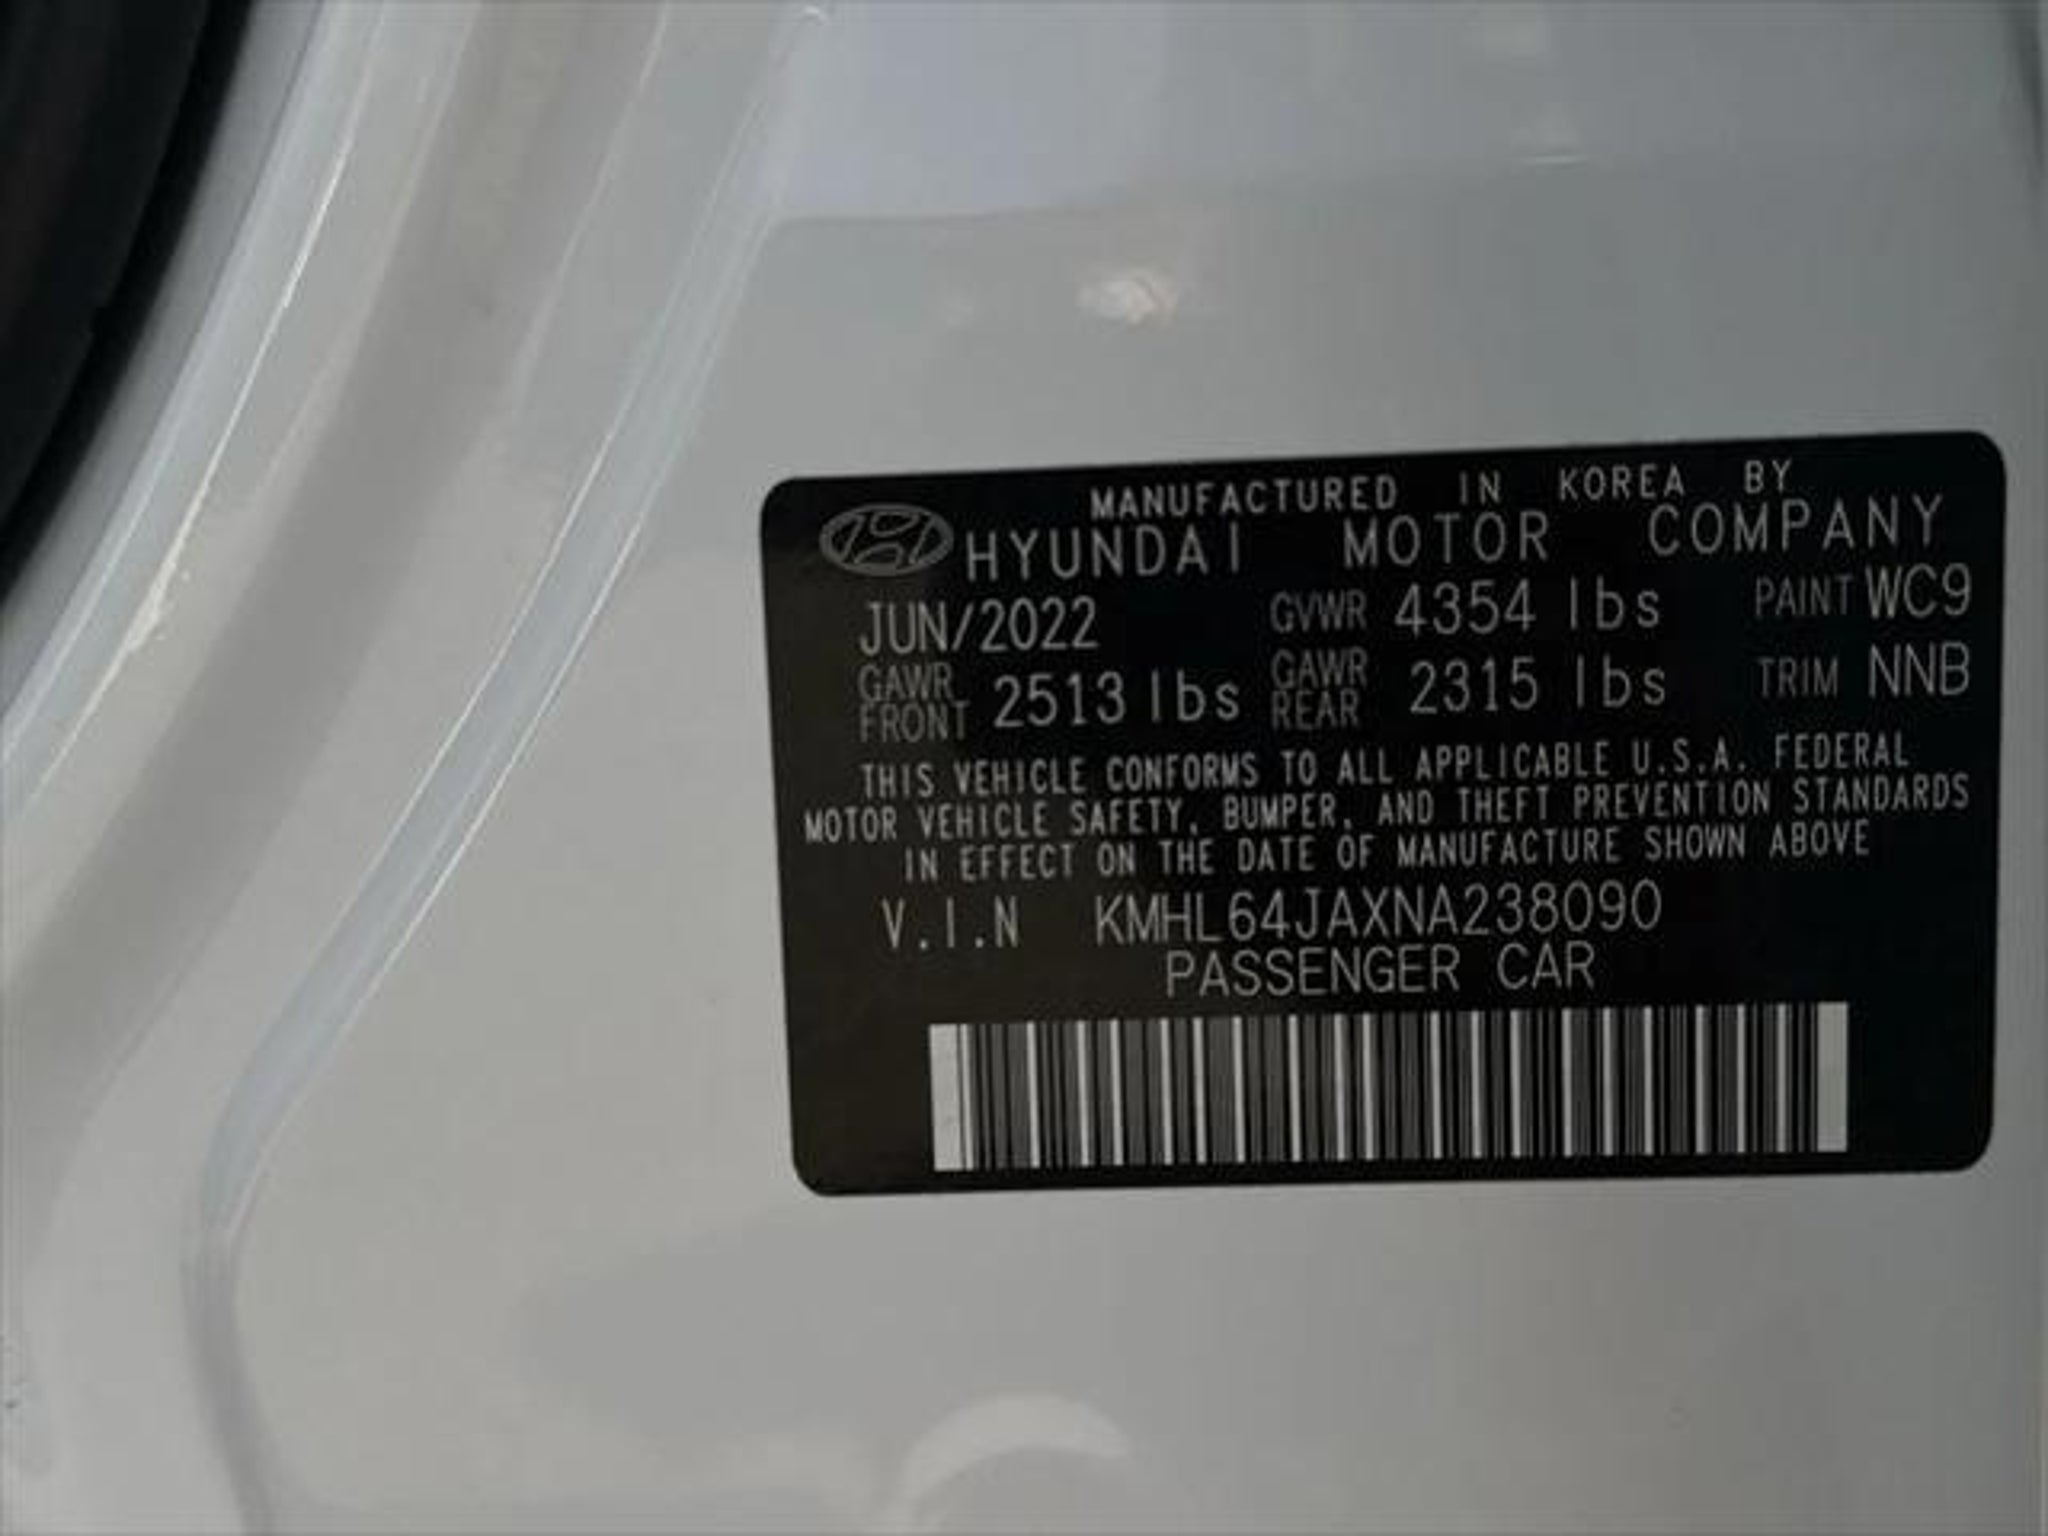 MANUFACTURED IN KOREA BY
HYUNDAI MOTOR COMPANY
JUN/2022 GVWR 4354 lbs PAINT WC9
GAWR FRONT 2513 lbs GAWR REAR 2315 lbs TRIM NNB
THIS VEHICLE CONFORMS TO ALL APPLICABLE U.S.A. FEDERAL
MOTOR VEHICLE SAFETY, BUMPER, AND THEFT PREVENTION STANDARDS
IN EFFECT ON THE DATE OF MANUFACTURE SHOWN ABOVE
V.I.N KMHL64JAXNA238090
PASSENGER CAR